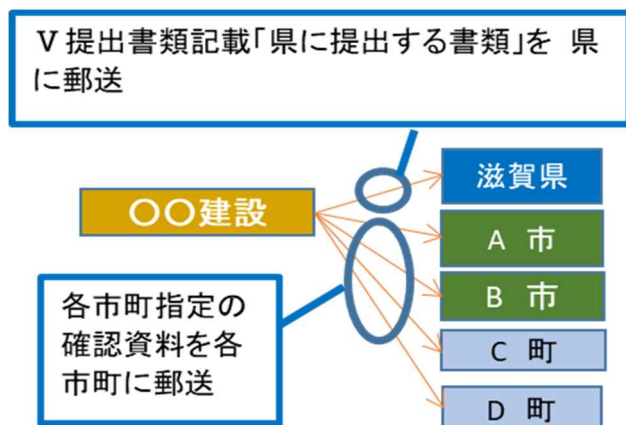 Ⅴ提出書類記載「県に提出する書類」を 県
に郵送
滋賀県
〇〇建設
A 市
B 市
各市町指定の
確認資料を各
市町に郵送
C 町
D 町